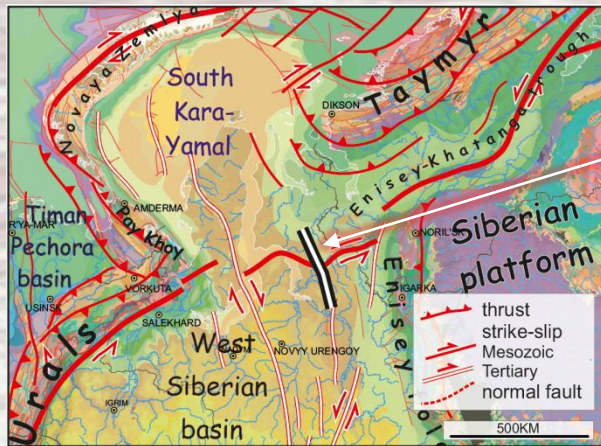 Novaya Zemlya
South
Kara-
Yamal
Taymyr
DIKSON
Enisey-Khatanga trough
Timan
Pechora
basin
Pay Khoy
AMDERMA
VORKUTA
USINSK
SALEKHARD
Urals
IGRIM
West
Siberian
basin
NOVYY URENGOY
NORIL'SK
IGARKA
Siberian
platform
thrust
strike-slip
Mesozoic
Tertiary
normal fault
500KM